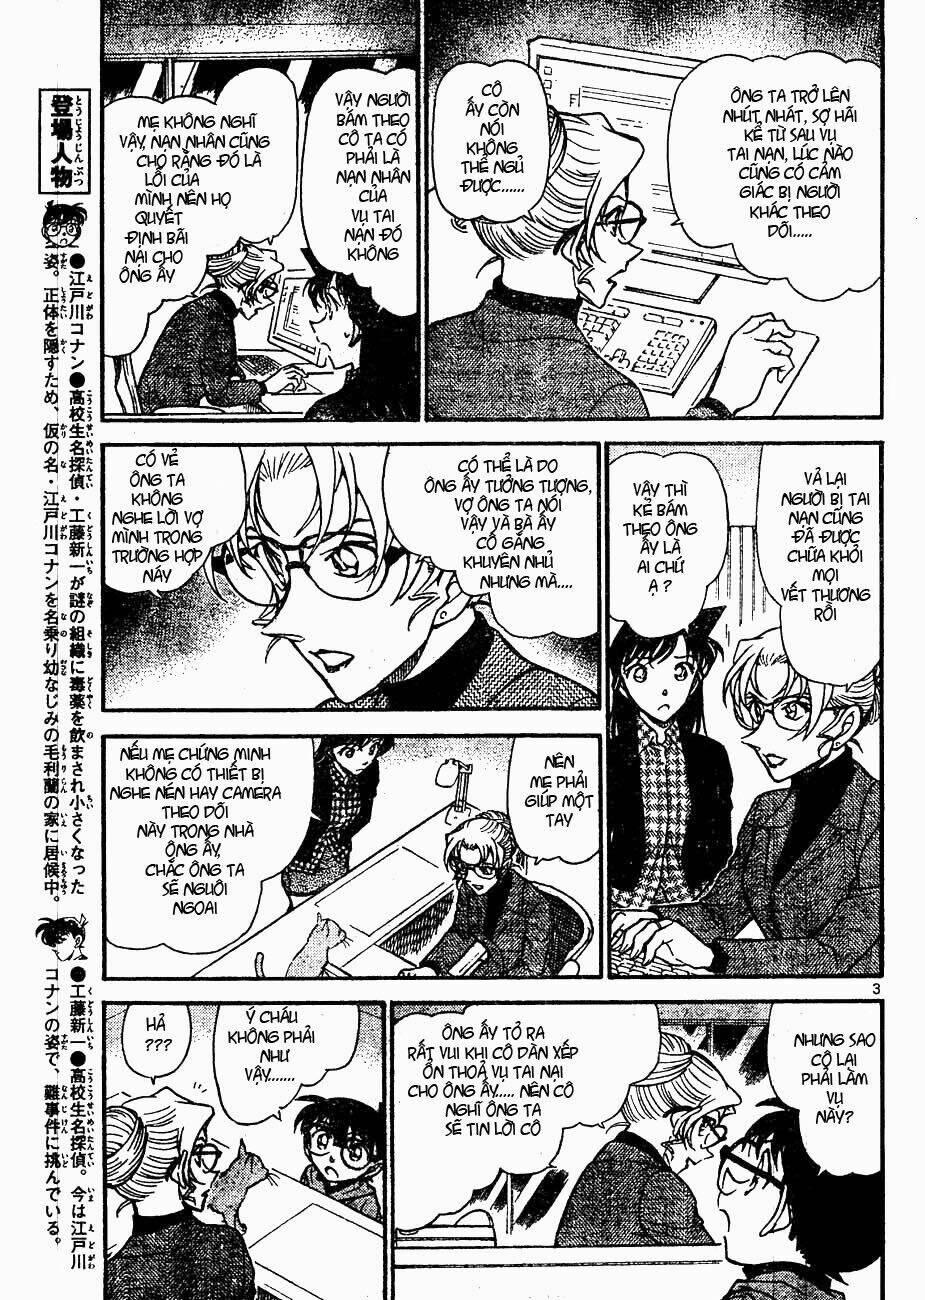 ÔNG TA TRỞ LÊN
NHÚT NHÁT, SỢ HÃI
KỂ TỪ SAU VỤ
TAI NẠN, LÚC NÀO
CŨNG CÓ CẢM
GIÁC BỊ NGƯỜI
KHÁC THEO
DÕI.....
CÔ
ẤY CÒN
NÓI
KHÔNG
THỂ NGỦ
ĐƯỢC......
VẬY NGƯỜI
BÁM THEO
CÔ TA CÓ
PHẢI LÀ
NẠN NHÂN
CỦA
VỤ TAI
NẠN ĐÓ
KHÔNG
MẸ KHÔNG NGHĨ
VẬY, NẠN NHÂN CŨNG
CHO RẰNG ĐÓ LÀ
LỖI CỦA
MÌNH NÊN HỌ
QUYẾT
ĐỊNH BÃI
NẠI CHO
ÔNG ẤY
VẢ LẠI
NGƯỜI BỊ TAI
NẠN CŨNG
ĐÃ ĐƯỢC
CHỮA KHỎI
MỌI
VẾT THƯƠNG
RỒI
VẬY THÌ
KẺ BÁM
THEO ÔNG
ẤY LÀ
AI CHỨ
Ạ?
CÓ THỂ LÀ DO
ÔNG ẤY TƯỞNG TƯỢNG,
VỢ ÔNG TA NÓI
VẬY VÀ BÀ ẤY
CỐ GẮNG
KHUYÊN NHỦ
NHƯNG MÀ....
CÓ VẺ
ÔNG TA
KHÔNG
NGHE LỜI VỢ
MÌNH TRONG
TRƯỜNG HỢP
NÀY
NÊN
MẸ PHẢI
GIÚP MỘT
TAY
NẾU MẸ CHỨNG MINH
KHÔNG CÓ THIẾT BỊ
NGHE NÉN HAY CAMERA
THEO DÕI
NÀY TRONG NHÀ
ÔNG ẤY,
CHẮC ÔNG TA
SẼ NGUÔI
NGOAI
3
NHƯNG SAO
CÔ LẠI
PHẢI LÀM
VỤ
NÀY?
ÔNG ẤY TỎ RA
RẤT VUI KHI CÔ DÀN XẾP
ỔN THOẢ VỤ TAI NẠI
CHO ÔNG ẤY..... NÊN CÔ
NGHĨ ÔNG TA
SẼ TIN LỜI CÔ
Ý CHÁU
KHÔNG PHẢI
NHƯ
VẬY.......
HẢ
???
登場人物
●江戸川コナン●高校生名探偵・工藤新一が謎の組織に毒薬を飲まされ小さくなった
姿。正体を隠すため、仮の名・江戸川コナンを名乗り幼なじみの毛利蘭の家に居候中。
●工藤新一●高校生名探偵。今は江戸川
コナンの姿で、難事件に挑んでいる。